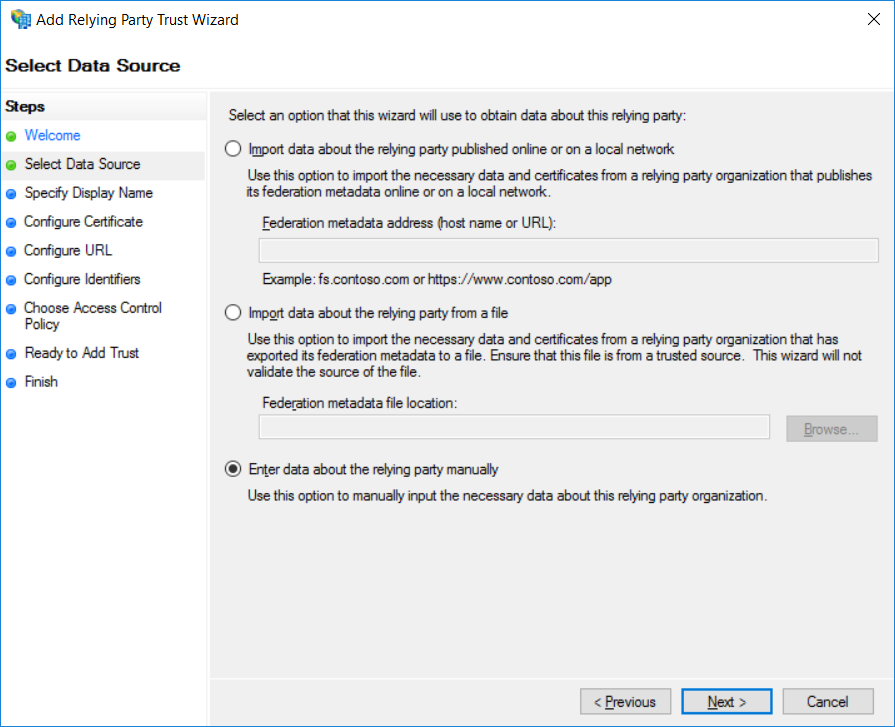 Add Relying Party Trust Wizard
Select Data Source
Steps
Welcome
Select Data Source
Specify Display Name
Configure Certificate
Configure URL
Configure Identifiers
Choose Access Control
Policy
Ready to Add Trust
Finish
Select an option that this wizard will use to obtain data about this relying party:
Import data about the relying party published online or on a local network
Use this option to import the necessary data and certificates from a relying party organization that publishes
its federation metadata online or on a local network.
Federation metadata address (host name or URL):
Example: fs.contoso.com or https://www.contoso.com/app
Import data about the relying party from a file
Use this option to import the necessary data and certificates from a relying party organization that has
exported its federation metadata to a file. Ensure that this file is from a trusted source.  This wizard will not
validate the source of the file.
Federation metadata file location:
Browse...
Enter data about the relying party manually
Use this option to manually input the necessary data about this relying party organization.
< Previous
Next >
Cancel